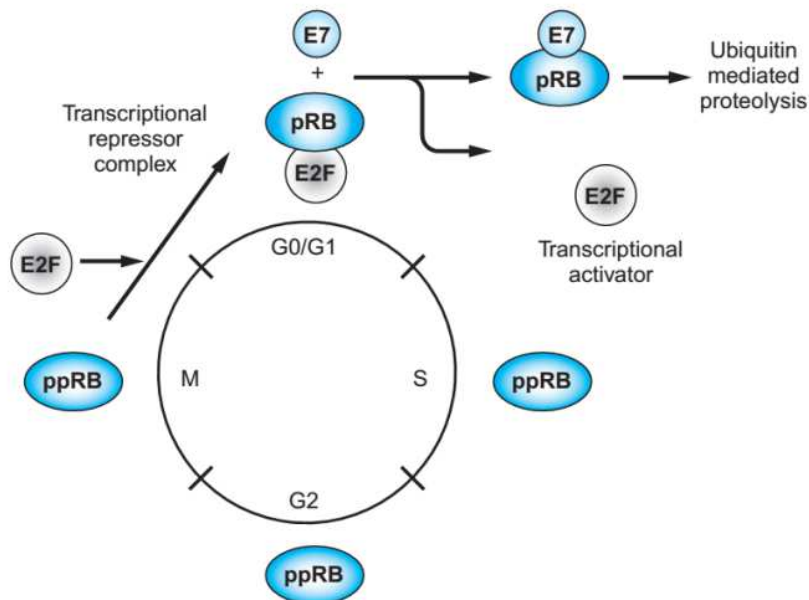 E7
+
pRB
E2F
E7
pRB
Ubiquitin
mediated
proteolysis
Transcriptional
repressor
complex
E2F
E2F
Transcriptional
activator
G0/G1
ppRB
M
S
ppRB
G2
ppRB